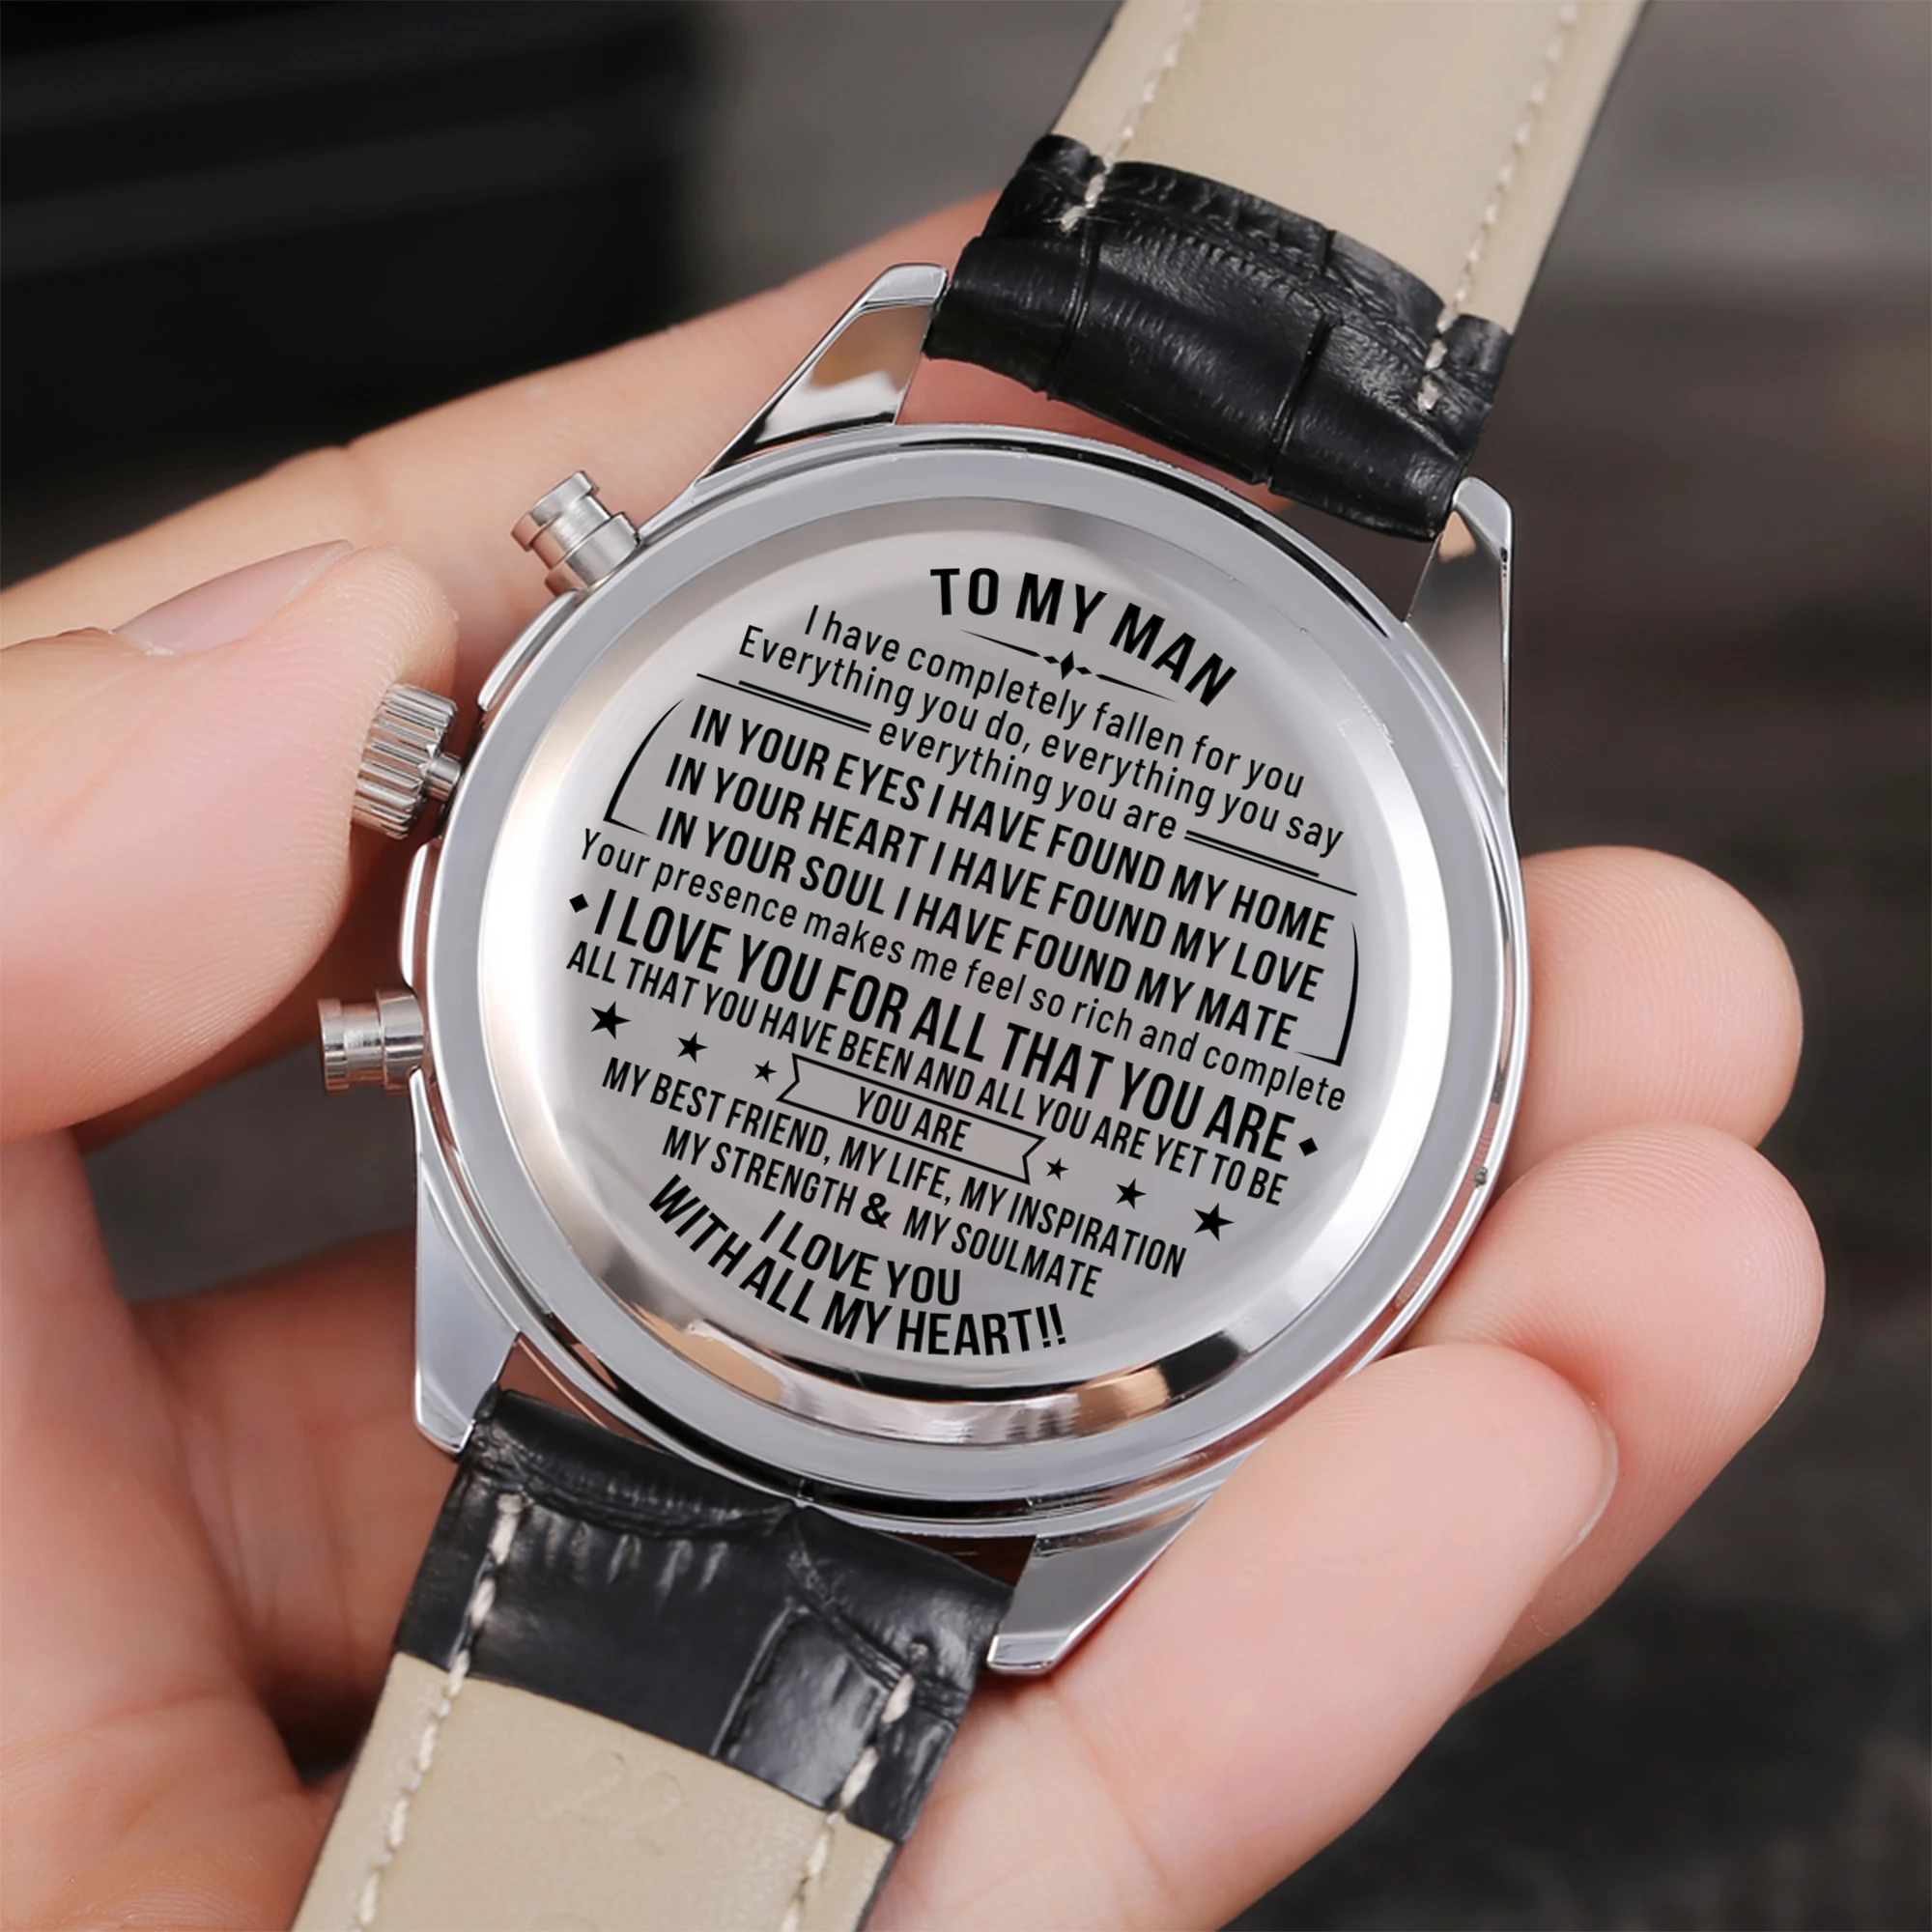 TO MY MAN
I have completely fallen for you
Everything you do, everything you say
everything you are
IN YOUR EYES I HAVE FOUND MY HOME
IN YOUR HEART I HAVE FOUND MY LOVE
IN YOUR SOUL I HAVE FOUND MY MATE
Your presence makes me feel so rich and complete
I LOVE YOU FOR ALL THAT YOU ARE
ALL THAT YOU HAVE BEEN AND ALL YOU ARE YET TO BE
YOU ARE
MY BEST FRIEND, MY LIFE, MY INSPIRATION
MY STRENGTH & MY SOULMATE
I LOVE YOU
WITH ALL MY HEART!!